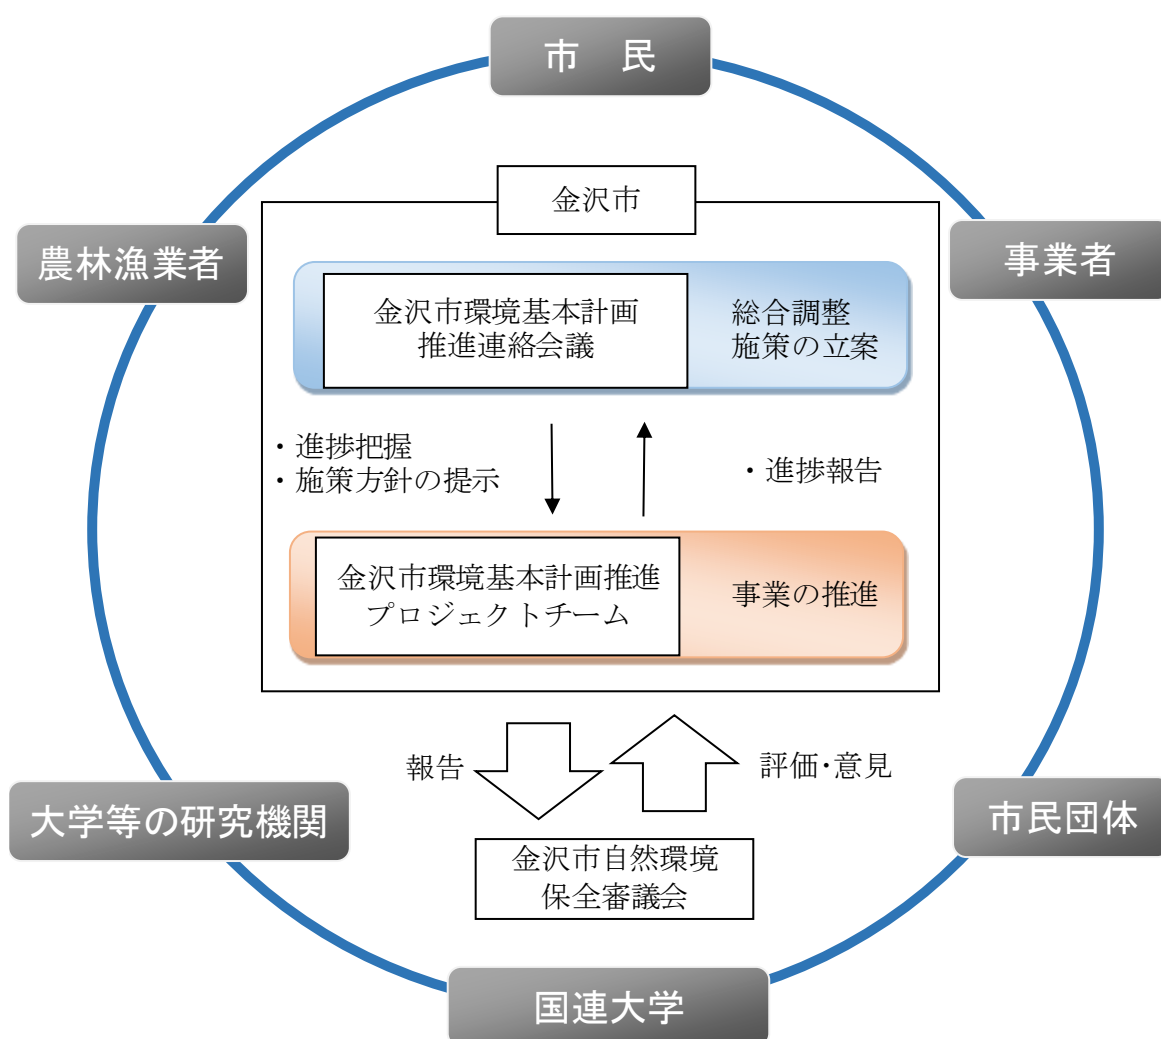 市　民
金沢市
農林漁業者
事業者
金沢市環境基本計画
推進連絡会議
総合調整
施策の立案
・進捗把握
・施策方針の提示
・進捗報告
金沢市環境基本計画推進
プロジェクトチーム
事業の推進
報告
評価・意見
大学等の研究機関
市民団体
金沢市自然環境
保全審議会
国連大学